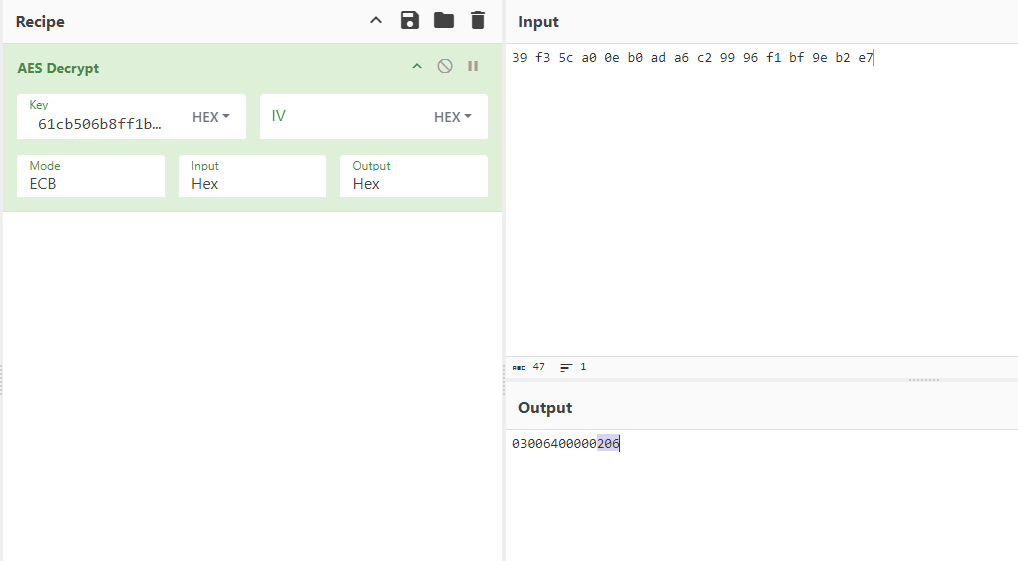 Recipe
AES Decrypt
Key
61cb506b8ff1b...
HEX
IV
HEX
Mode
ECB
Input
Hex
Output
Hex
Input
39 f3 5c a0 0e b0 ad a6 c2 99 96 f1 bf 9e b2 e7
ABC 47 1
Output
03006400000206